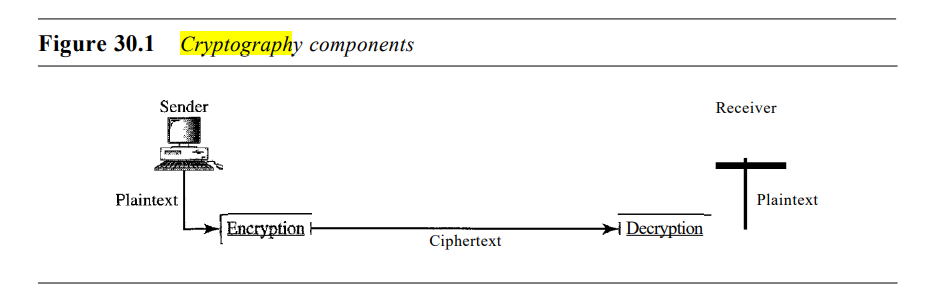 Figure 30.1 Cryptography components
Sender
Receiver
Plaintext
Plaintext
Encryption
Decryption
Ciphertext